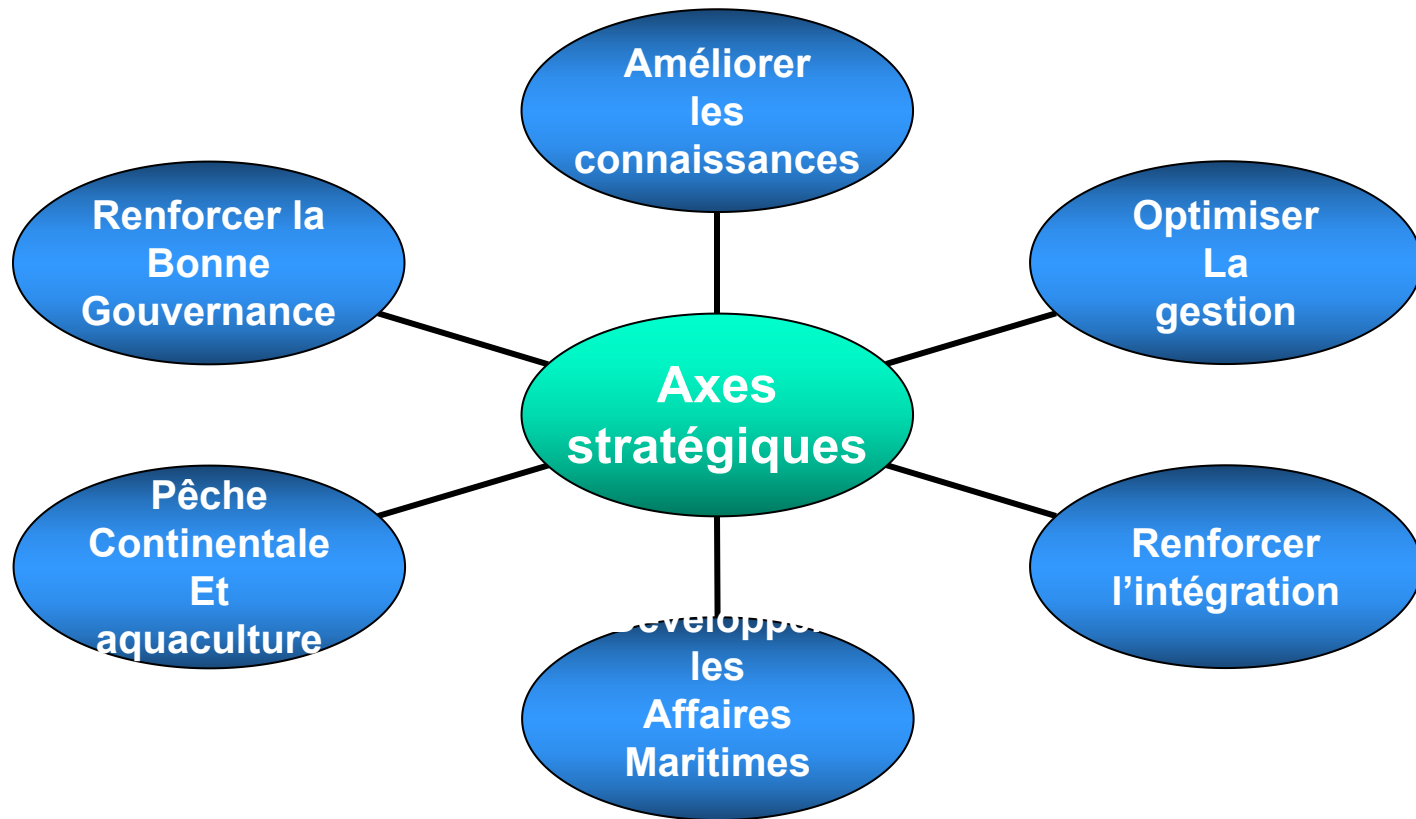 Améliorer
les
connaissances
Renforcer la
Bonne
Gouvernance
Optimiser
La
gestion
Axes
stratégiques
Pêche
Continentale
Et
aquaculture
Renforcer
l’intégration
Développer
les
Affaires
Maritimes